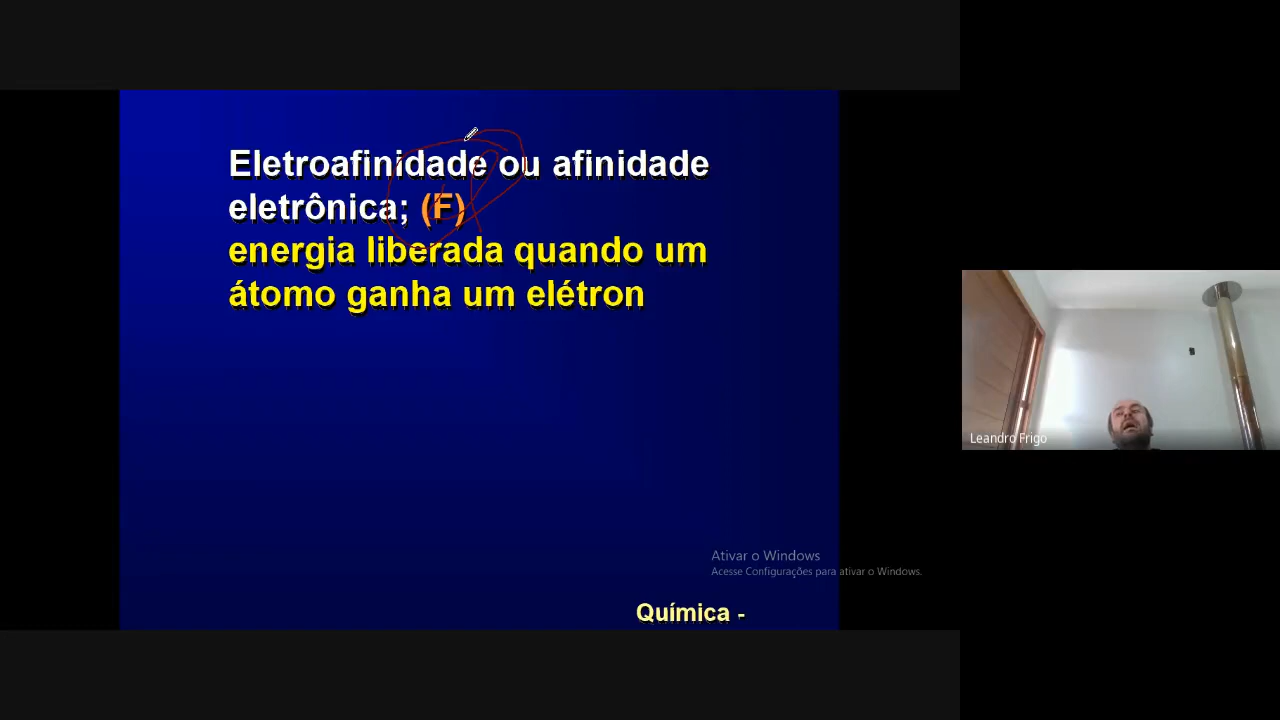 Eletroafinidade ou afinidade
eletrônica; (F)
energia liberada quando um
átomo ganha um elétron
Ativar o Windows
Acesse Configurações para ativar o Windows.
Química -
Leandro Frigo